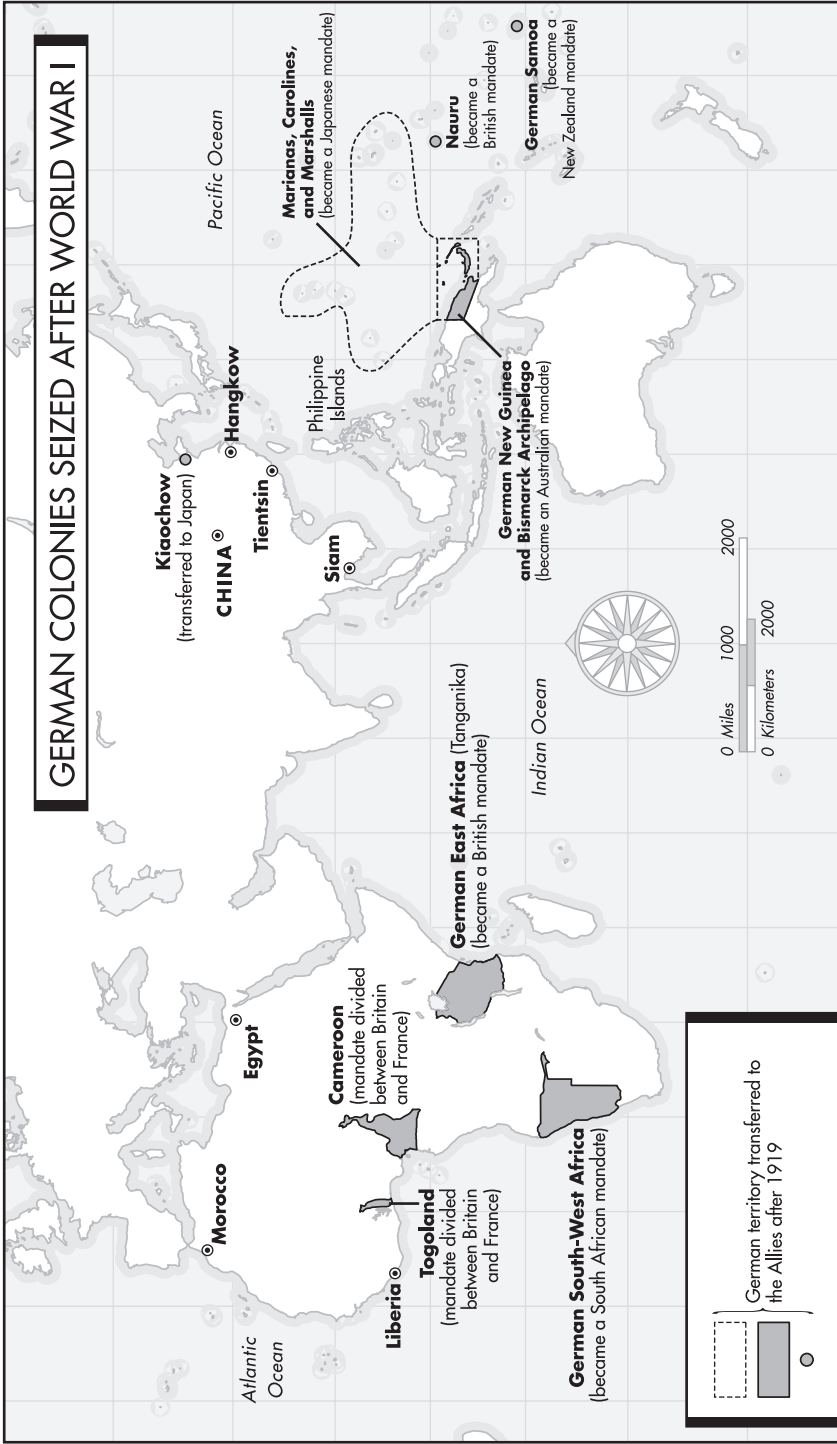 GERMAN COLONIES SEIZED AFTER WORLD WAR I
Pacific Ocean
Marianas, Carolines,
and Marshalls
(became a Japanese mandate)
Nauru
(became a
British mandate)
German Samoa
(became a
New Zealand mandate)
Philippine
Islands
Kiaochow
(transferred to Japan)
Hangkow
CHINA
Tientsin
Siam
German New Guinea
and Bismarck Archipelago
(became an Australian mandate)
Morocco
Egypt
Cameroon
(mandate divided
between Britain
and France)
German East Africa (Tanganika)
(became a British mandate)
Indian Ocean
Atlantic
Ocean
Liberia
Togoland
(mandate divided
between Britain
and France)
German South-West Africa
(became a South African mandate)
0 Miles 1000 2000
0 Kilometers 2000
German territory transferred to
the Allies after 1919